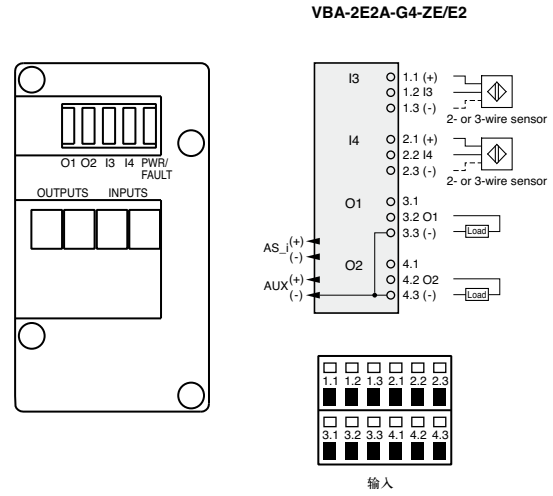 VBA-2E2A-G4-ZE/E2
O1 O2 I3 I4 PWR/
FAULT
OUTPUTS INPUTS
I3 1.1 (+)
1.2 I3
1.3 (-)
2- or 3-wire sensor
I4 2.1 (+)
2.2 I4
2.3 (-)
2- or 3-wire sensor
O1 3.1
3.2 O1
3.3 (-)
Load
AS_i (+)
(-)
O2 4.1
AUX (+)
(-)
4.2 O2
4.3 (-)
Load
1.1 1.2 1.3 2.1 2.2 2.3
3.1 3.2 3.3 4.1 4.2 4.3
输入